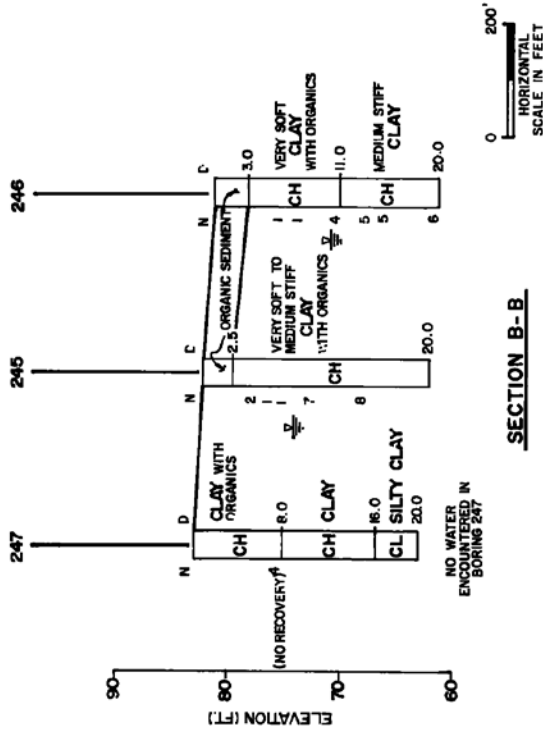 247
245
246
N
D
N
D
N
D
CLAY WITH
ORGANICS
CH
8.0
(NO RECOVERY) 4
CH
CLAY
16.0
CL
SILTY CLAY
20.0
NO WATER
ENCOUNTERED IN
BORING 247
ORGANIC SEDIMENT
2.5
2
1
1
7
8
VERY SOFT TO
MEDIUM STIFF
CLAY
WITH ORGANICS
CH
20.0
3.0
1
1
4
5
5
6
CH
VERY SOFT
CLAY
WITH ORGANICS
11.0
CH
MEDIUM STIFF
CLAY
20.0
90
80
70
60
ELEVATION (FT.)
0 200'
HORIZONTAL
SCALE IN FEET
SECTION B-B